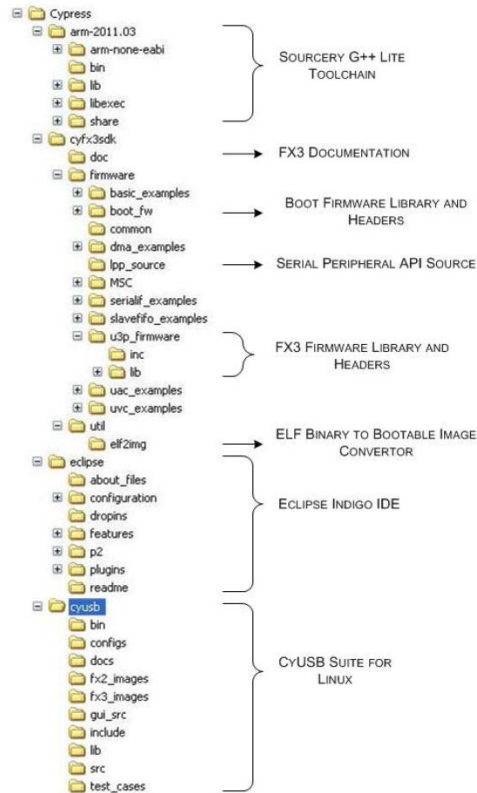 Cypress
arm-2011.03
arm-none-eabi
bin
lib
libexec
share
SOURCERY G++ LITE
TOOLCHAIN
cyfx3sdk
doc
FX3 DOCUMENTATION
firmware
basic_examples
boot_fw
BOOT FIRMWARE LIBRARY AND
HEADERS
common
dma_examples
lpp_source
SERIAL PERIPHERAL API SOURCE
MSC
serialif_examples
slavefifo_examples
u3p_firmware
inc
lib
FX3 FIRMWARE LIBRARY AND
HEADERS
uac_examples
uvc_examples
util
elf2img
ELF BINARY TO BOOTABLE IMAGE
CONVERTOR
eclipse
about_files
configuration
dropins
features
p2
plugins
readme
ECLIPSE INDIGO IDE
cyusb
bin
configs
docs
fx2_images
fx3_images
gui_src
include
lib
src
test_cases
CYUSB SUITE FOR
LINUX